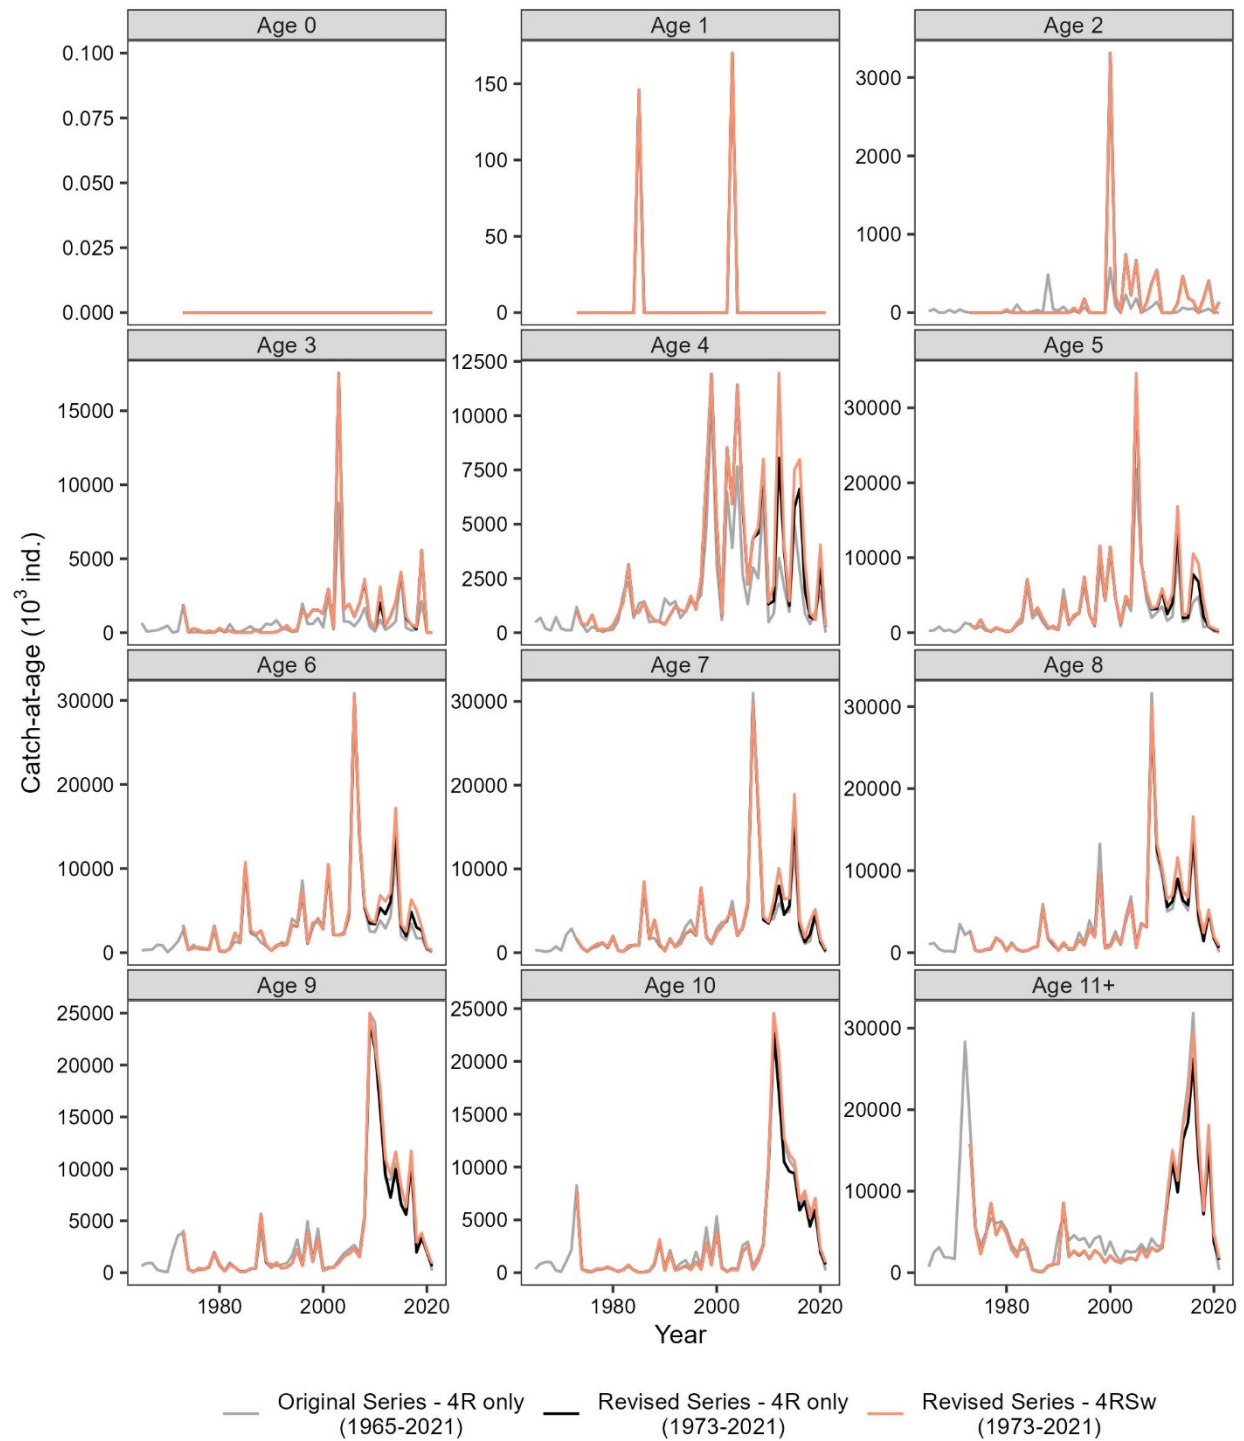 Age 0
Age 1
Age 2
0.100
0.075
0.050
0.025
0.000
150
100
50
0
3000
2000
1000
0
Age 3
Age 4
Age 5
15000
10000
5000
0
12500
10000
7500
5000
2500
0
30000
20000
10000
0
Age 6
Age 7
Age 8
30000
20000
10000
0
30000
20000
10000
0
30000
20000
10000
0
Age 9
Age 10
Age 11+
25000
20000
15000
10000
5000
0
25000
20000
15000
10000
5000
0
30000
20000
10000
0
1980 2000 2020
1980 2000 2020
1980 2000 2020
Catch-at-age (10³ ind.)
Year
Original Series - 4R only
(1965-2021)
Revised Series - 4R only
(1973-2021)
Revised Series - 4RSw
(1973-2021)